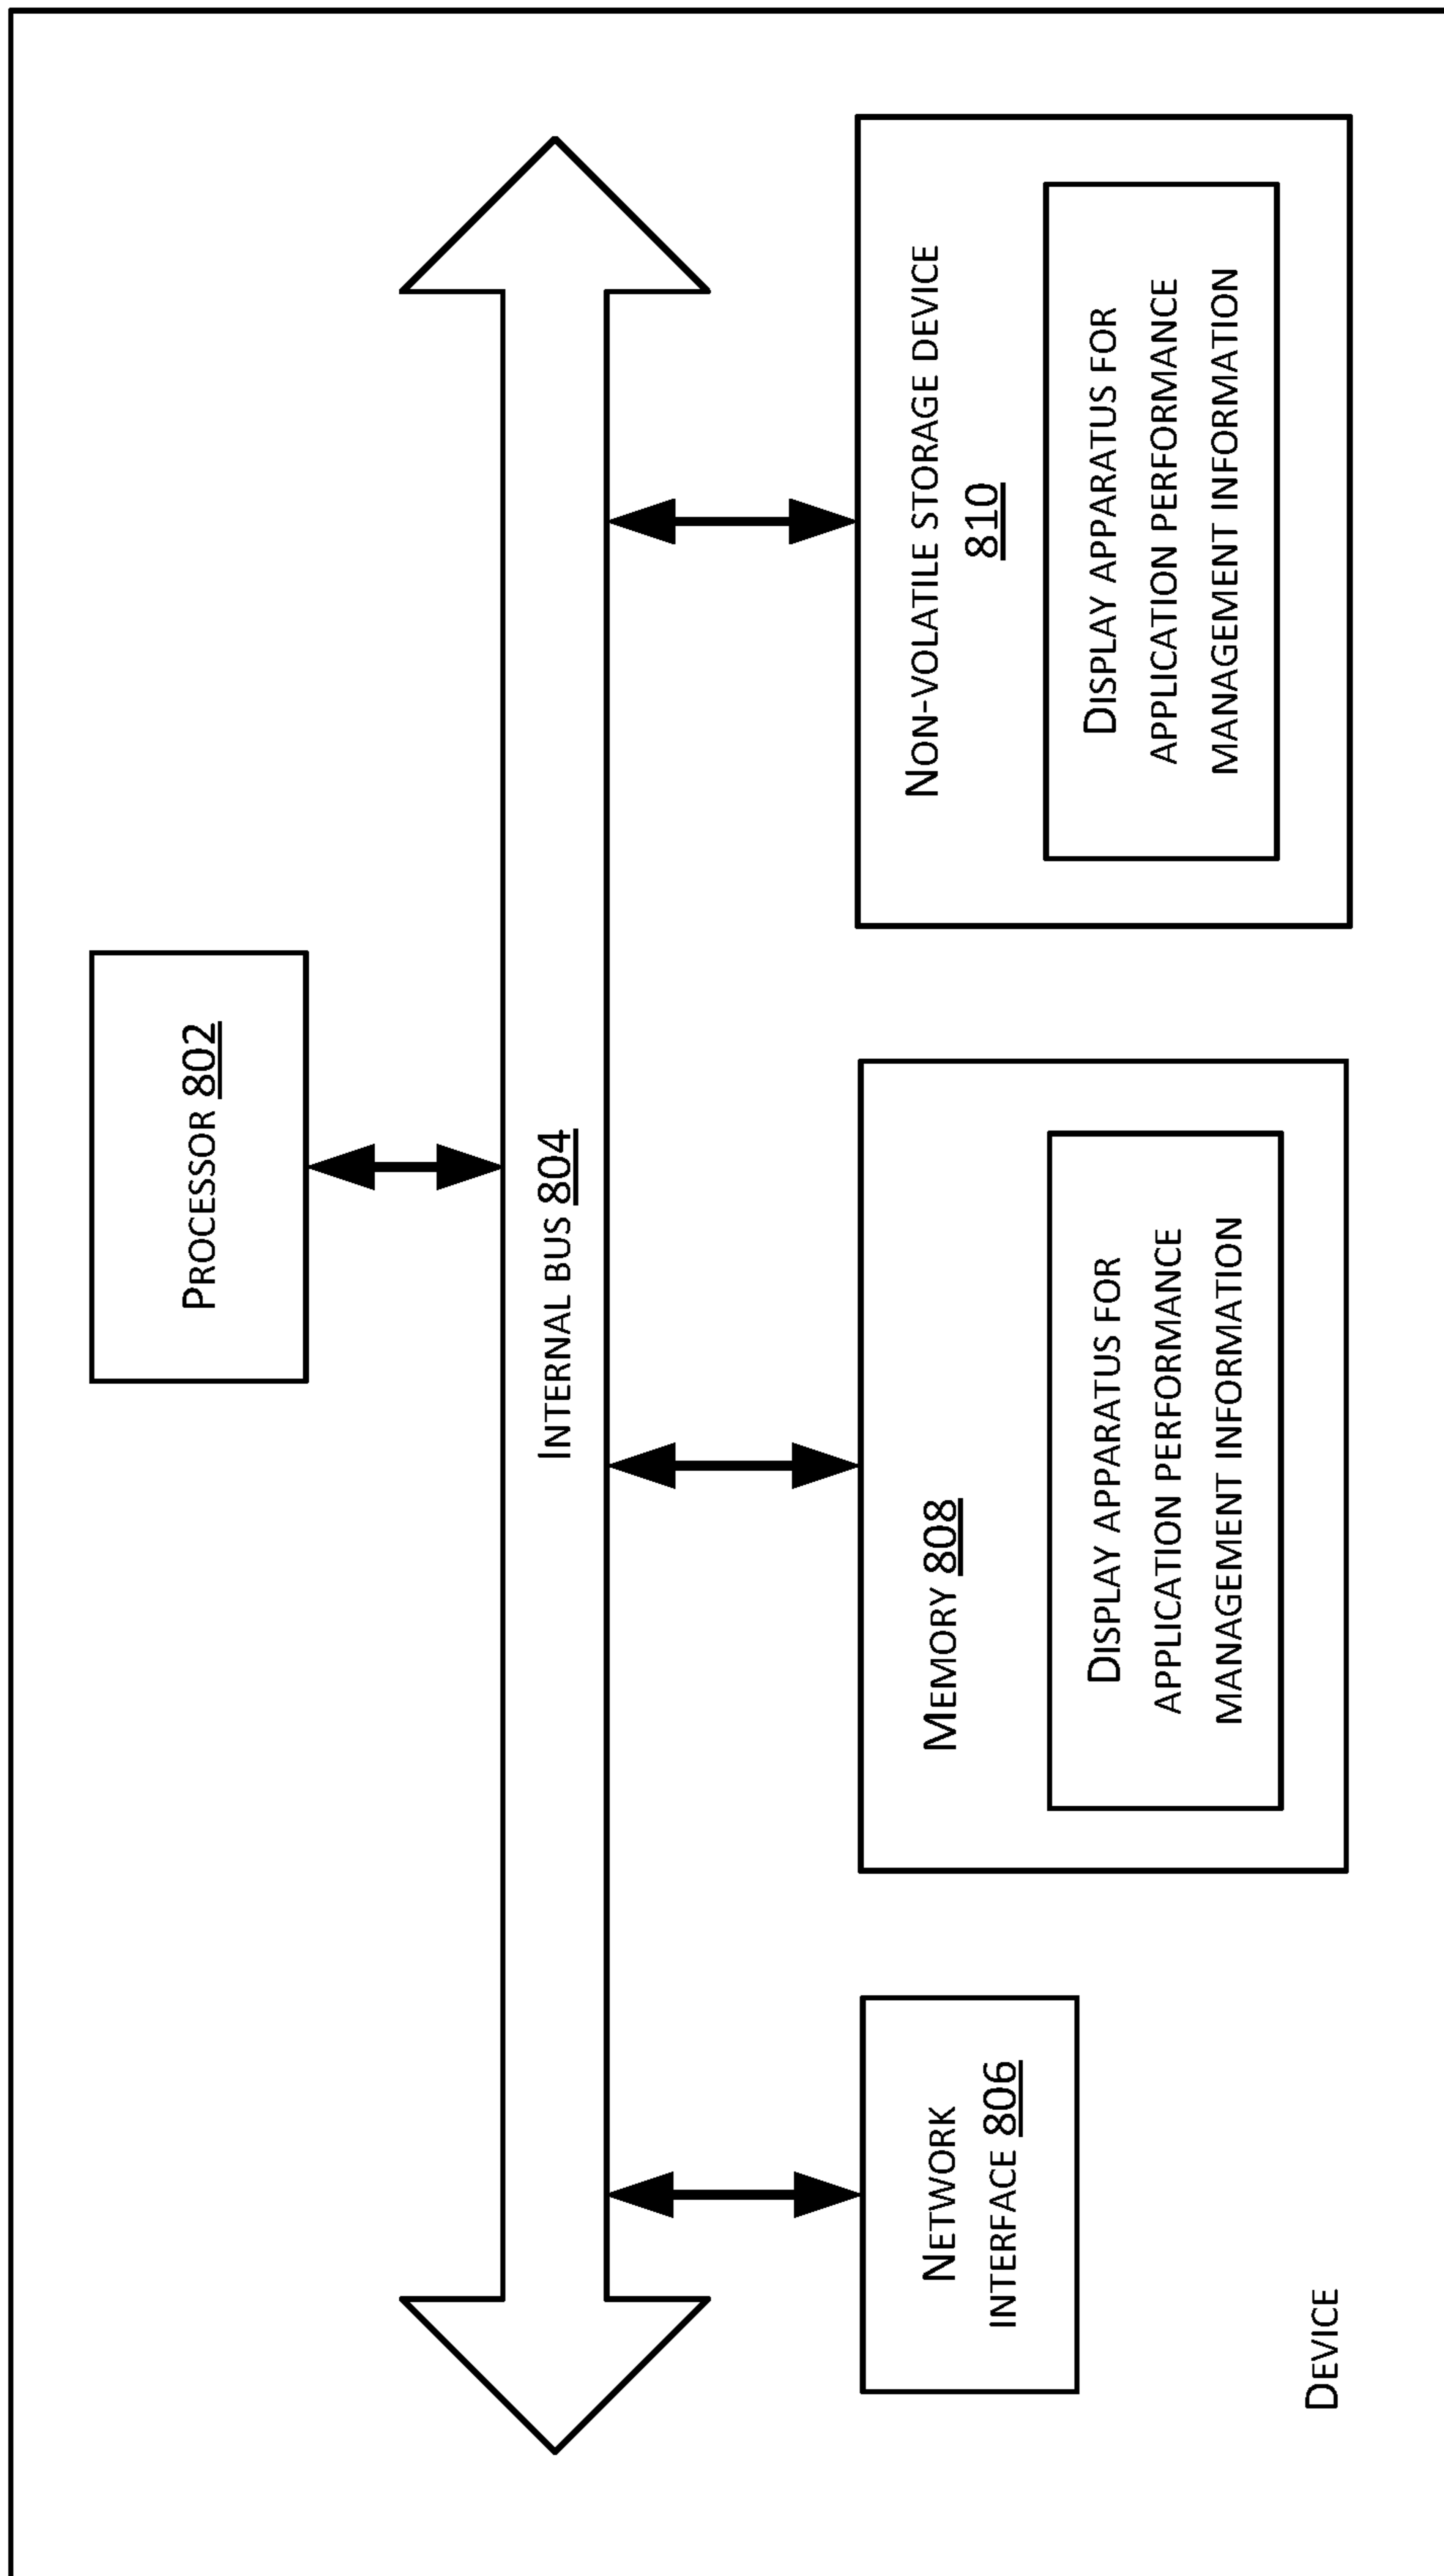 PROCESSOR 802
INTERNAL BUS 804
NETWORK
INTERFACE 806
MEMORY 808
DISPLAY APPARATUS FOR
APPLICATION PERFORMANCE
MANAGEMENT INFORMATION
NON-VOLATILE STORAGE DEVICE
810
DISPLAY APPARATUS FOR
APPLICATION PERFORMANCE
MANAGEMENT INFORMATION
DEVICE